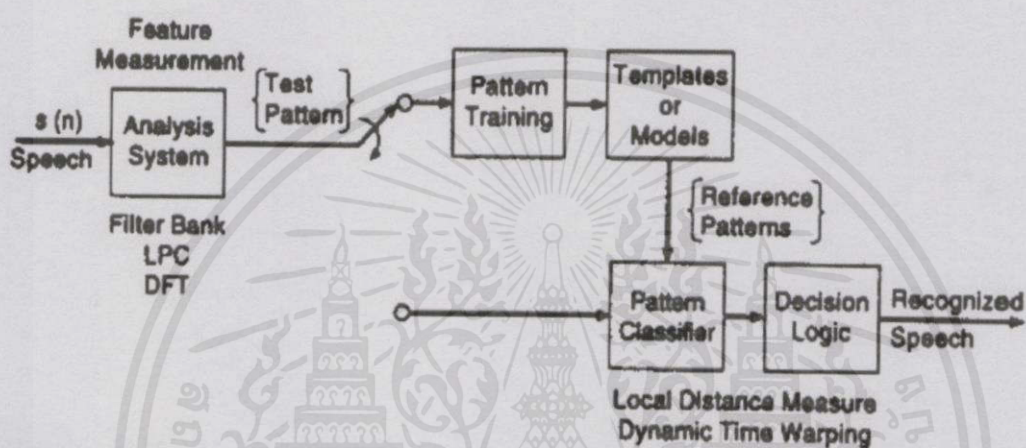 Feature
Measurement
s (n)
Speech
Analysis
System
Filter Bank
LPC
DFT
{Test
Pattern}
Pattern
Training
Templates
or
Models
{Reference
Patterns}
Pattern
Classifier
Decision
Logic
Recognized
Speech
Local Distance Measure
Dynamic Time Warping